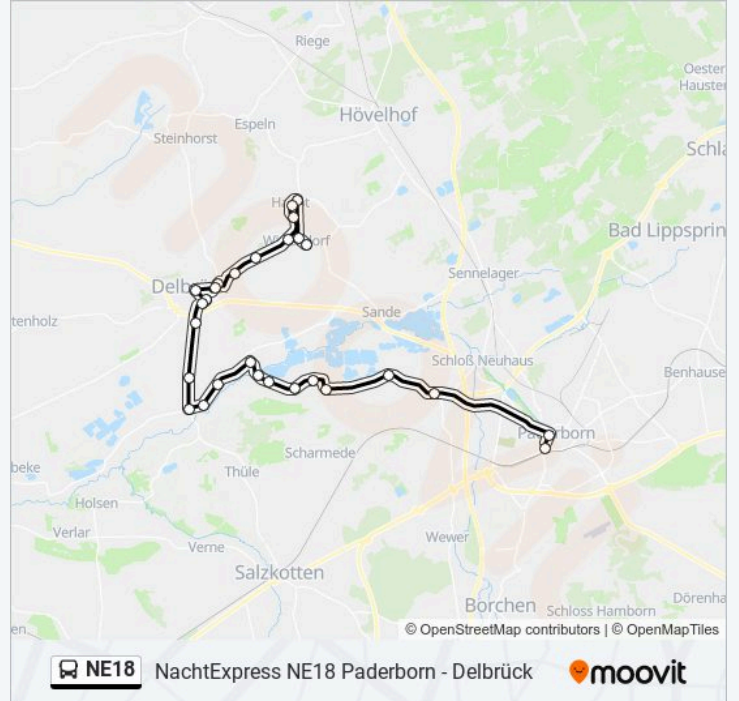 Riege
Oester
Hauste
Hövelhof
Espeln
Steinhorst
Schla
Bad Lippsprin
Sennelager
Delbrü
Sande
tenholz
Schloß Neuhaus
Benhause
Paderborn
Scharmede
beke
Thüle
Holsen
Verlar
Verne
Wewer
Salzkotten
Dörenha
Borchen
Schloss Hamborn
en
© OpenStreetMap contributors | © OpenMapTiles
NE18 NachtExpress NE18 Paderborn - Delbrück moovit